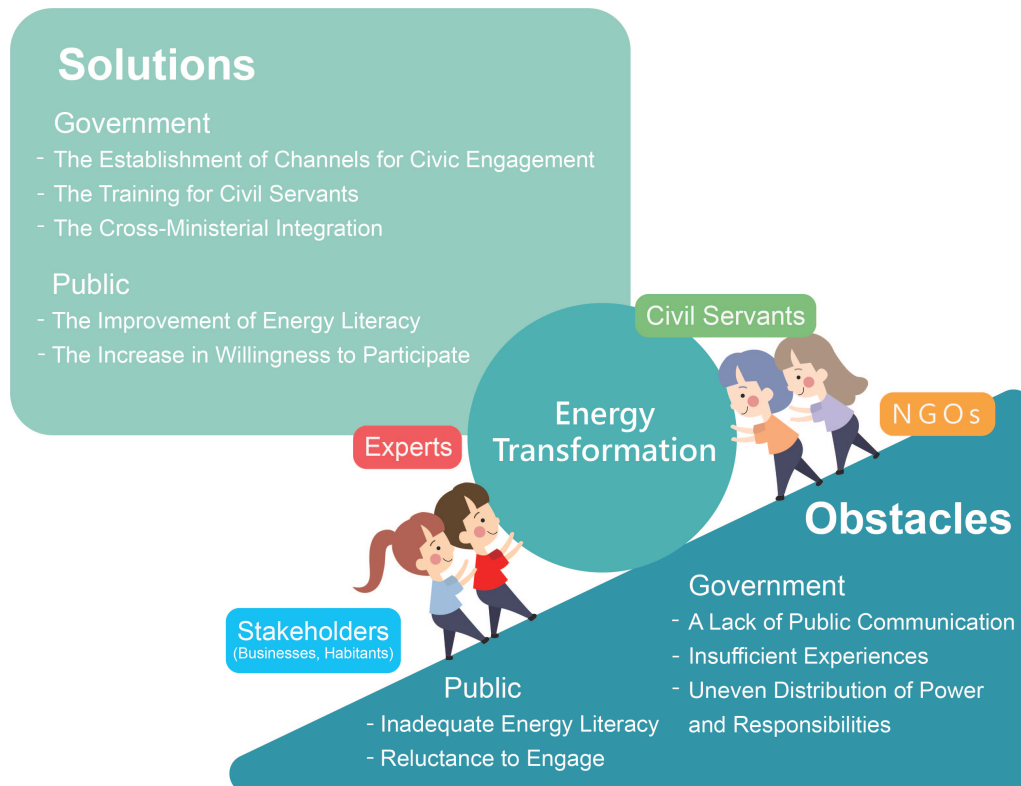 Solutions
Government
- The Establishment of Channels for Civic Engagement
- The Training for Civil Servants
- The Cross-Ministerial Integration
Public
- The Improvement of Energy Literacy
- The Increase in Willingness to Participate
Civil Servants
NGOs
Experts
Energy
Transformation
Stakeholders
(Businesses, Habitants)
Obstacles
Government
- A Lack of Public Communication
- Insufficient Experiences
- Uneven Distribution of Power
and Responsibilities
Public
- Inadequate Energy Literacy
- Reluctance to Engage